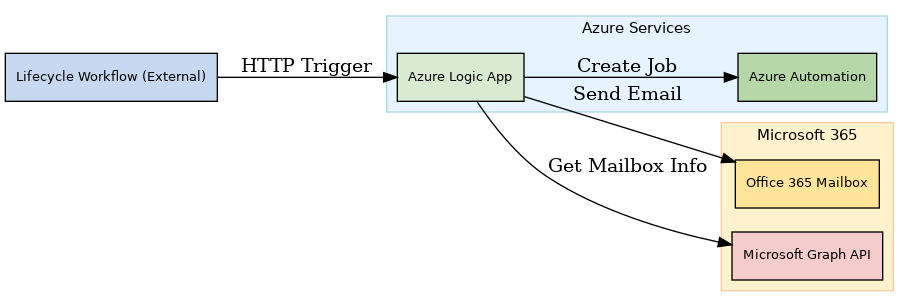 Azure Services
Lifecycle Workflow (External)
HTTP Trigger
Azure Logic App
Create Job
Azure Automation
Send Email
Microsoft 365
Get Mailbox Info
Office 365 Mailbox
Microsoft Graph API